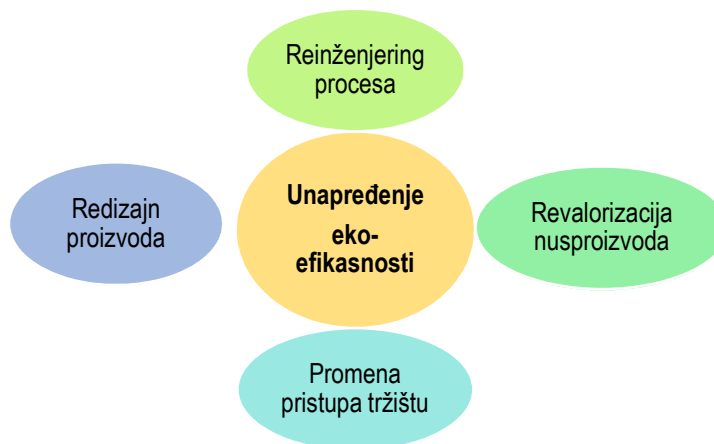 Reinženjering
procesa
Redizajn
proizvoda
Unapređenje
eko-
efikasnosti
Revalorizacija
nusproizvoda
Promena
pristupa tržištu